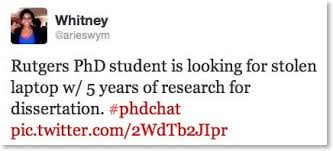 Whitney
@arieswym
Rutgers PhD student is looking for stolen
laptop w/ 5 years of research for
dissertation. #phdchat
pic.twitter.com/2WdTb2JIpr